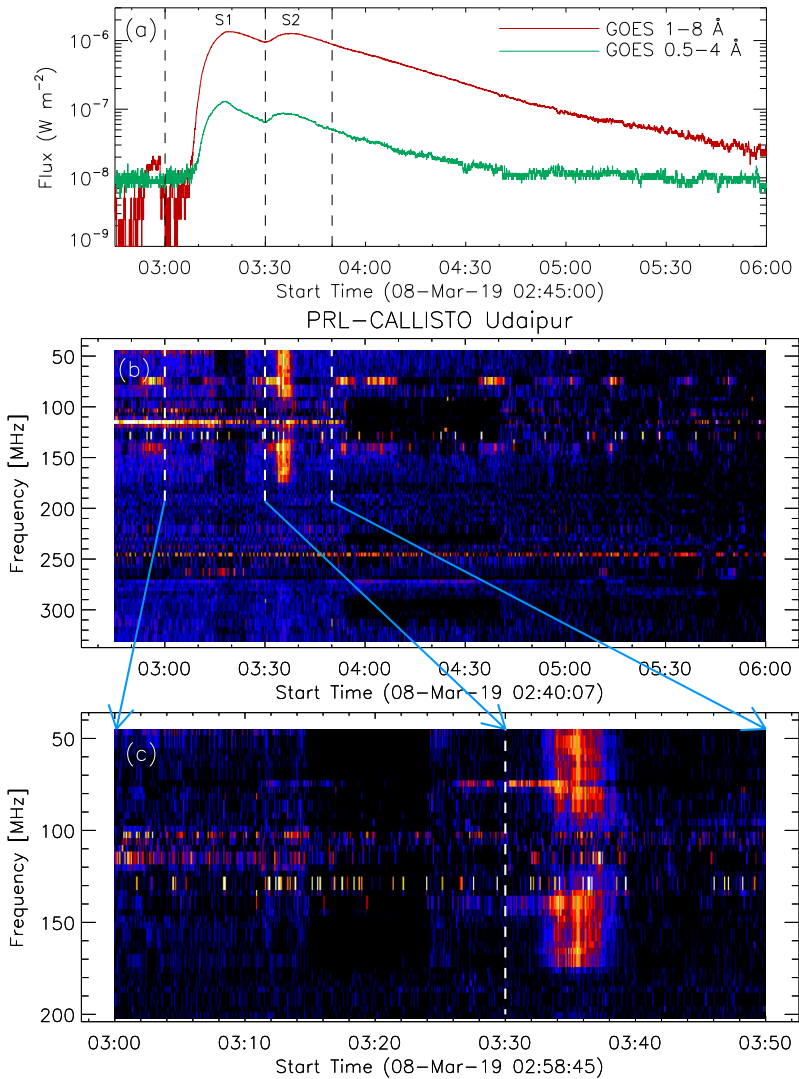 (a)
S1
S2
GOES 1−8 Å
GOES 0.5−4 Å
Flux (W m⁻²)
10⁻⁶
10⁻⁷
10⁻⁸
10⁻⁹
03:00 03:30 04:00 04:30 05:00 05:30 06:00
Start Time (08−Mar−19 02:45:00)
PRL−CALLISTO Udaipur
(b)
Frequency [MHz]
50
100
150
200
250
300
03:00 03:30 04:00 04:30 05:00 05:30 06:00
Start Time (08−Mar−19 02:40:07)
(c)
Frequency [MHz]
50
100
150
200
03:00 03:10 03:20 03:30 03:40 03:50
Start Time (08−Mar−19 02:58:45)